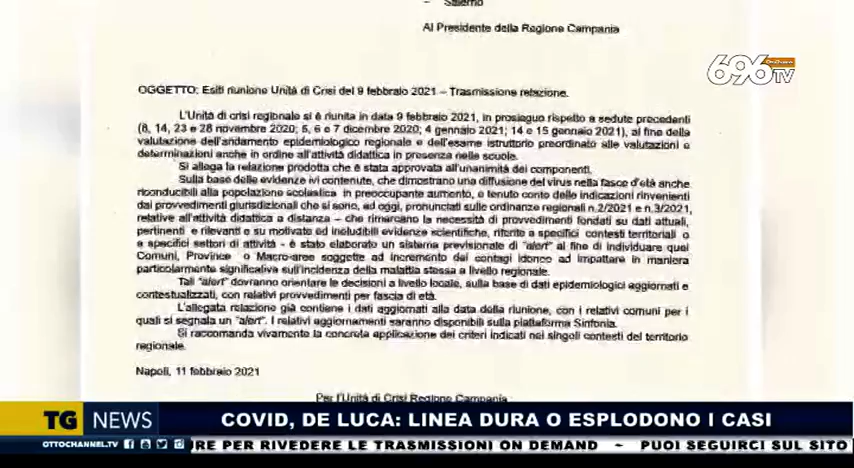 – Salerno
Al Presidente della Regione Campania
OGGETTO: Esiti riunione Unità di Crisi del 9 febbraio 2021 – Trasmissione relazione.
L'Unità di crisi regionale si è riunita in data 9 febbraio 2021, in prosieguo rispetto a sedute precedenti
(8, 14, 23 e 28 novembre 2020; 5, 6 e 7 dicembre 2020; 4 gennaio 2021; 14 e 15 gennaio 2021), al fine della
valutazione dell'andamento epidemiologico regionale e dell'esame istruttorio preordinato alle valutazioni e
determinazioni anche in ordine all'attività didattica in presenza nelle scuole.
Si allega la relazione prodotta che è stata approvata all'unanimità dei componenti.
Sulla base delle evidenze ivi contenute, che dimostrano una diffusione del virus nella fasce d'età anche
riconducibili alla popolazione scolastica in preoccupante aumento, e tenuto conto delle indicazioni rinvenienti
dai provvedimenti giurisdizionali che si sono, ad oggi, pronunciati sulle ordinanze regionali n.2/2021 e n.3/2021,
relative all'attività didattica a distanza – che rimarcano la necessità di provvedimenti fondati su dati attuali,
pertinenti e rilevanti e su motivate ed ineludibili evidenze scientifiche, riferite a specifici contesti territoriali o
a specifici settori di attività - è stato elaborato un sistema previsionale di "alert" al fine di individuare quei
Comuni, Province o Macro-aree soggette ad incremento dei contagi idoneo ad impattare in maniera
particolarmente significativa sull'incidenza della malattia stessa a livello regionale.
Tali "alert" dovranno orientare le decisioni a livello locale, sulla base di dati epidemiologici aggiornati e
contestualizzati, con relativi provvedimenti per fascia di età.
L'allegata relazione già contiene i dati aggiornati alla data della riunione, con i relativi comuni per i
quali si segnala un "alert". I relativi aggiornamenti saranno disponibili sulla piattaforma Sinfonia.
Si raccomanda vivamente la concreta applicazione dei criteri indicati nei singoli contesti del territorio
regionale.
Napoli, 11 febbraio 2021
Per l'Unità di Crisi Regione Campania
696 TV
TG NEWS
COVID, DE LUCA: LINEA DURA O ESPLODONO I CASI
OTTOCHANNEL.TV
IRE PER RIVEDERE LE TRASMISSIONI ON DEMAND – PUOI SEGUIRCI SUL SITO